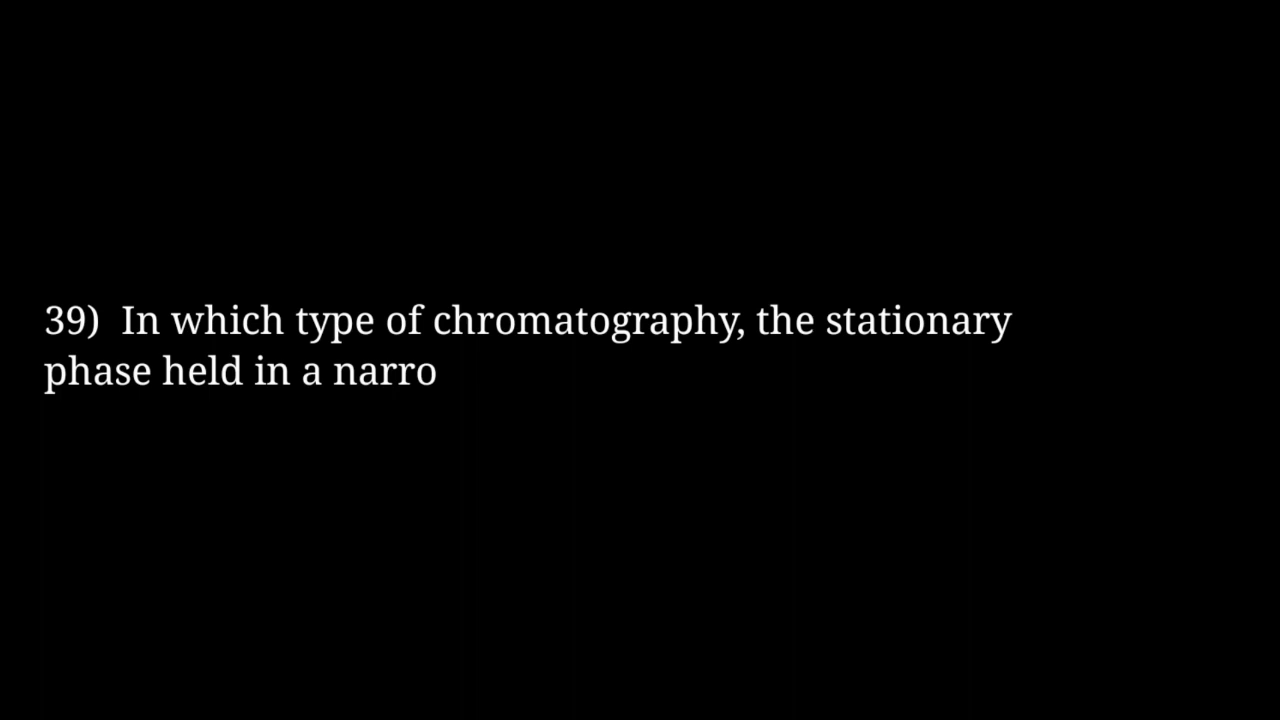 39) In which type of chromatography, the stationary
phase held in a narro